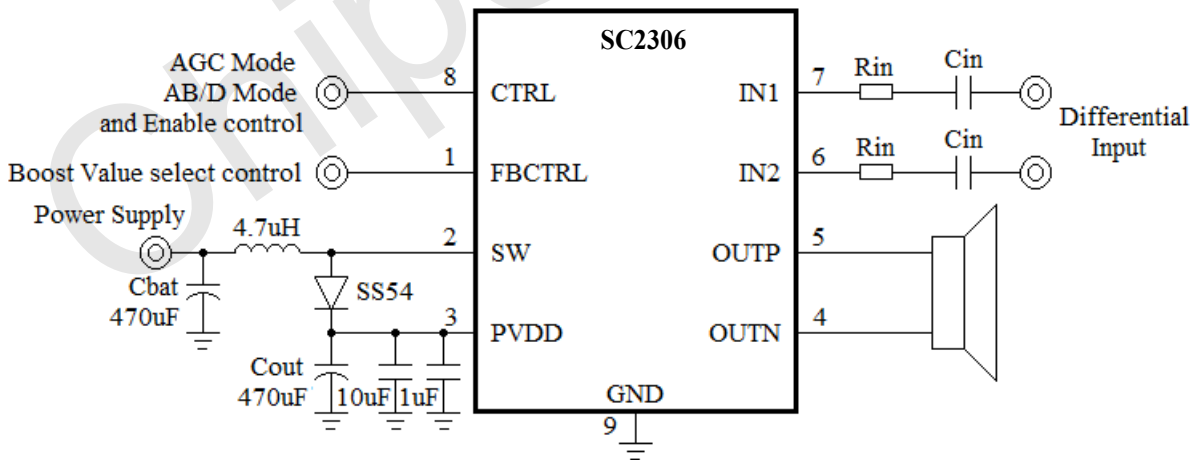 SC2306
AGC Mode
AB/D Mode
and Enable control
8
CTRL
IN1
7
Rin
Cin
Differential
Input
Boost Value select control
1
FBCTRL
IN2
6
Rin
Cin
Power Supply
4.7uH
2
SW
OUTP
5
Cbat
470uF
SS54
3
PVDD
OUTN
4
Cout
470uF
10uF
1uF
GND
9